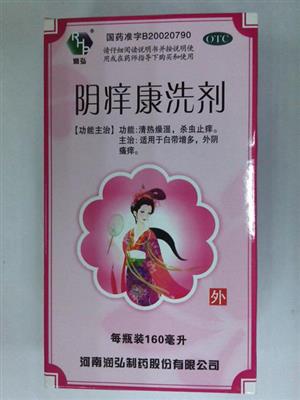 RHB
润弘
国药准字B20020790
请仔细阅读说明书并按说明使
用或在药师指导下购买和使用
OTC
阴痒康洗剂
【功能主治】功能:清热燥湿，杀虫止痒。
主治:适用于白带增多，外阴
瘙痒。
外
每瓶装160毫升
河南润弘制药股份有限公司